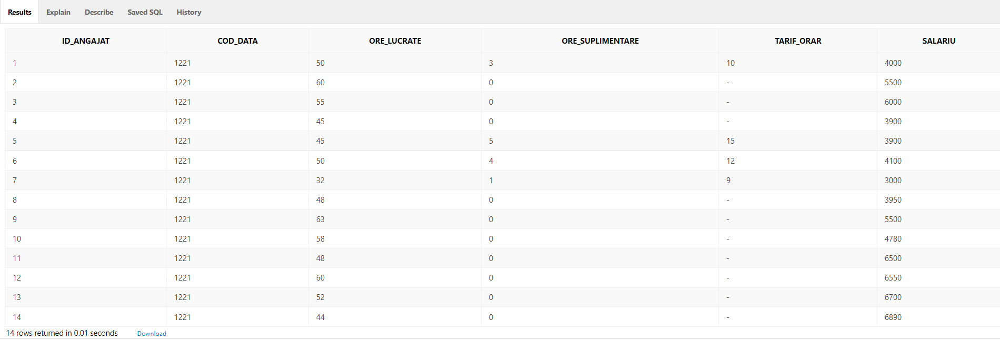 Results Explain Describe Saved SQL History
ID_ANGAJAT COD_DATA ORE_LUCRATE ORE_SUPLIMENTARE TARIF_ORAR SALARIU
1 1221 50 3 10 4000
2 1221 60 0 - 5500
3 1221 55 0 - 6000
4 1221 45 0 - 3900
5 1221 45 5 15 3900
6 1221 50 4 12 4100
7 1221 32 1 9 3000
8 1221 48 0 - 3950
9 1221 63 0 - 5500
10 1221 58 0 - 4780
11 1221 48 0 - 6500
12 1221 60 0 - 6550
13 1221 52 0 - 6700
14 1221 44 0 - 6890
14 rows returned in 0.01 seconds Download